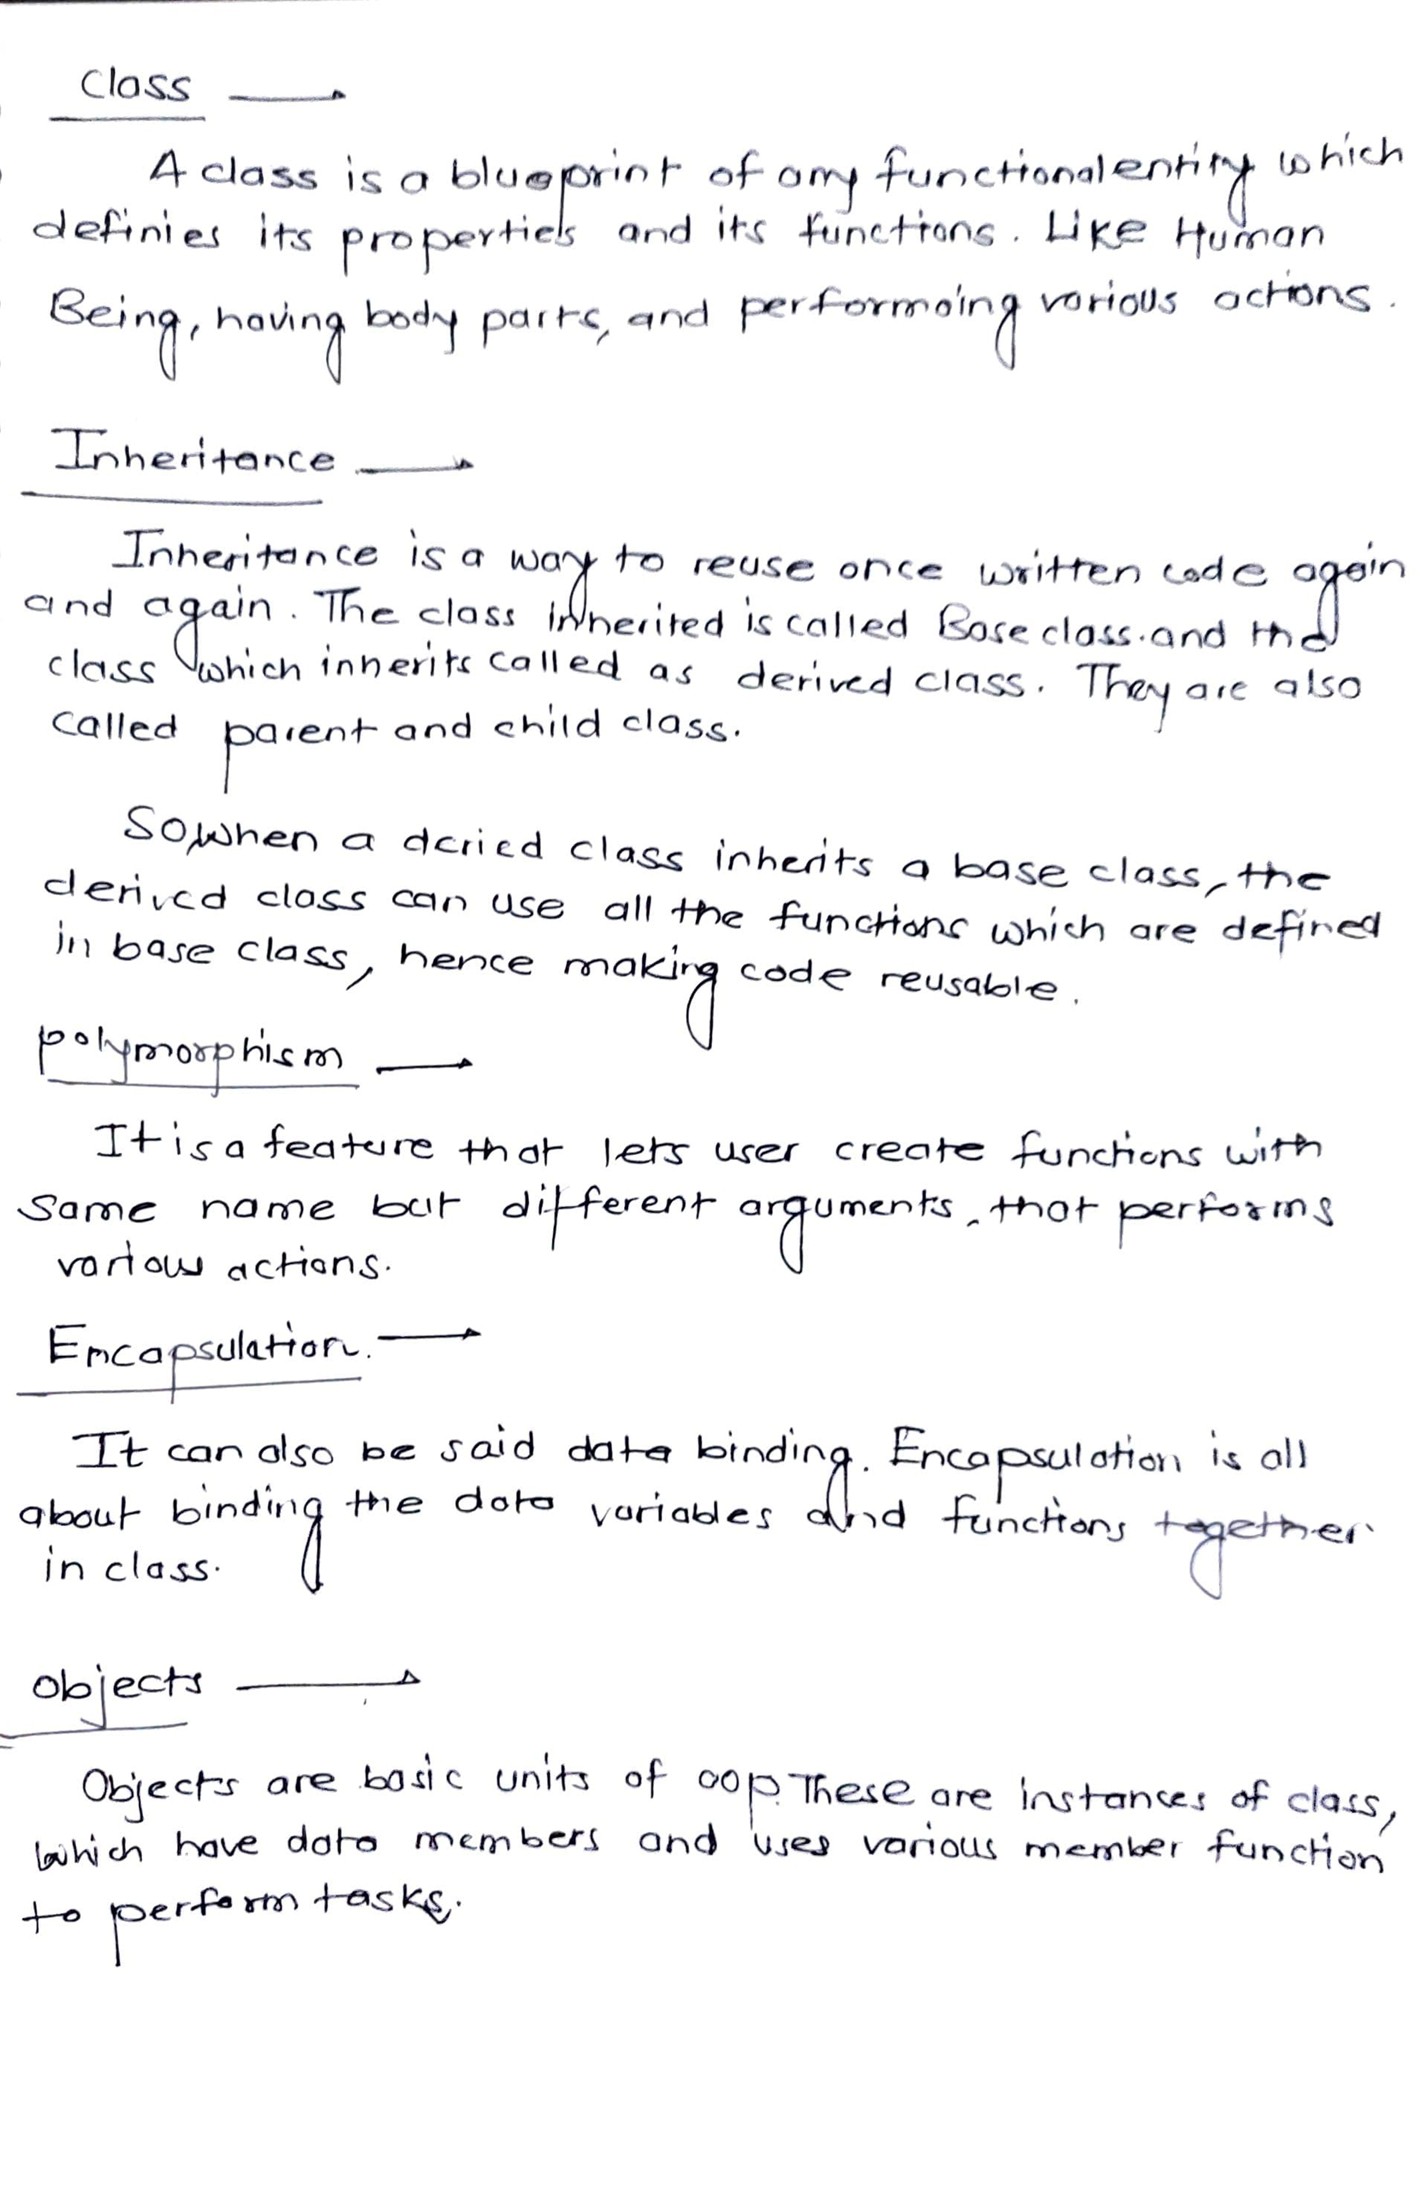 Class
A class is a blueprint of any functional entity which
definies its properties and its functions. Like Human
Being, having body parts, and performing various actions.
Inheritance
Inheritance is a way to reuse once written code again
and again. The class inherited is called Base class. and the
class which inherits called as derived class. They are also
called parent and child class.
So when a deried class inherits a base class, the
derived class can use all the functions which are defined
in base class, hence making code reusable.
polymorphism
It is a feature that lets user create functions with
same name but different arguments, that performs
various actions.
Encapsulation.
It can also be said data binding. Encapsulation is all
about binding the data variables and functions together
in class.
objects
Objects are basic units of oop. These are instances of class,
which have data members and uses various member function
to perform tasks.